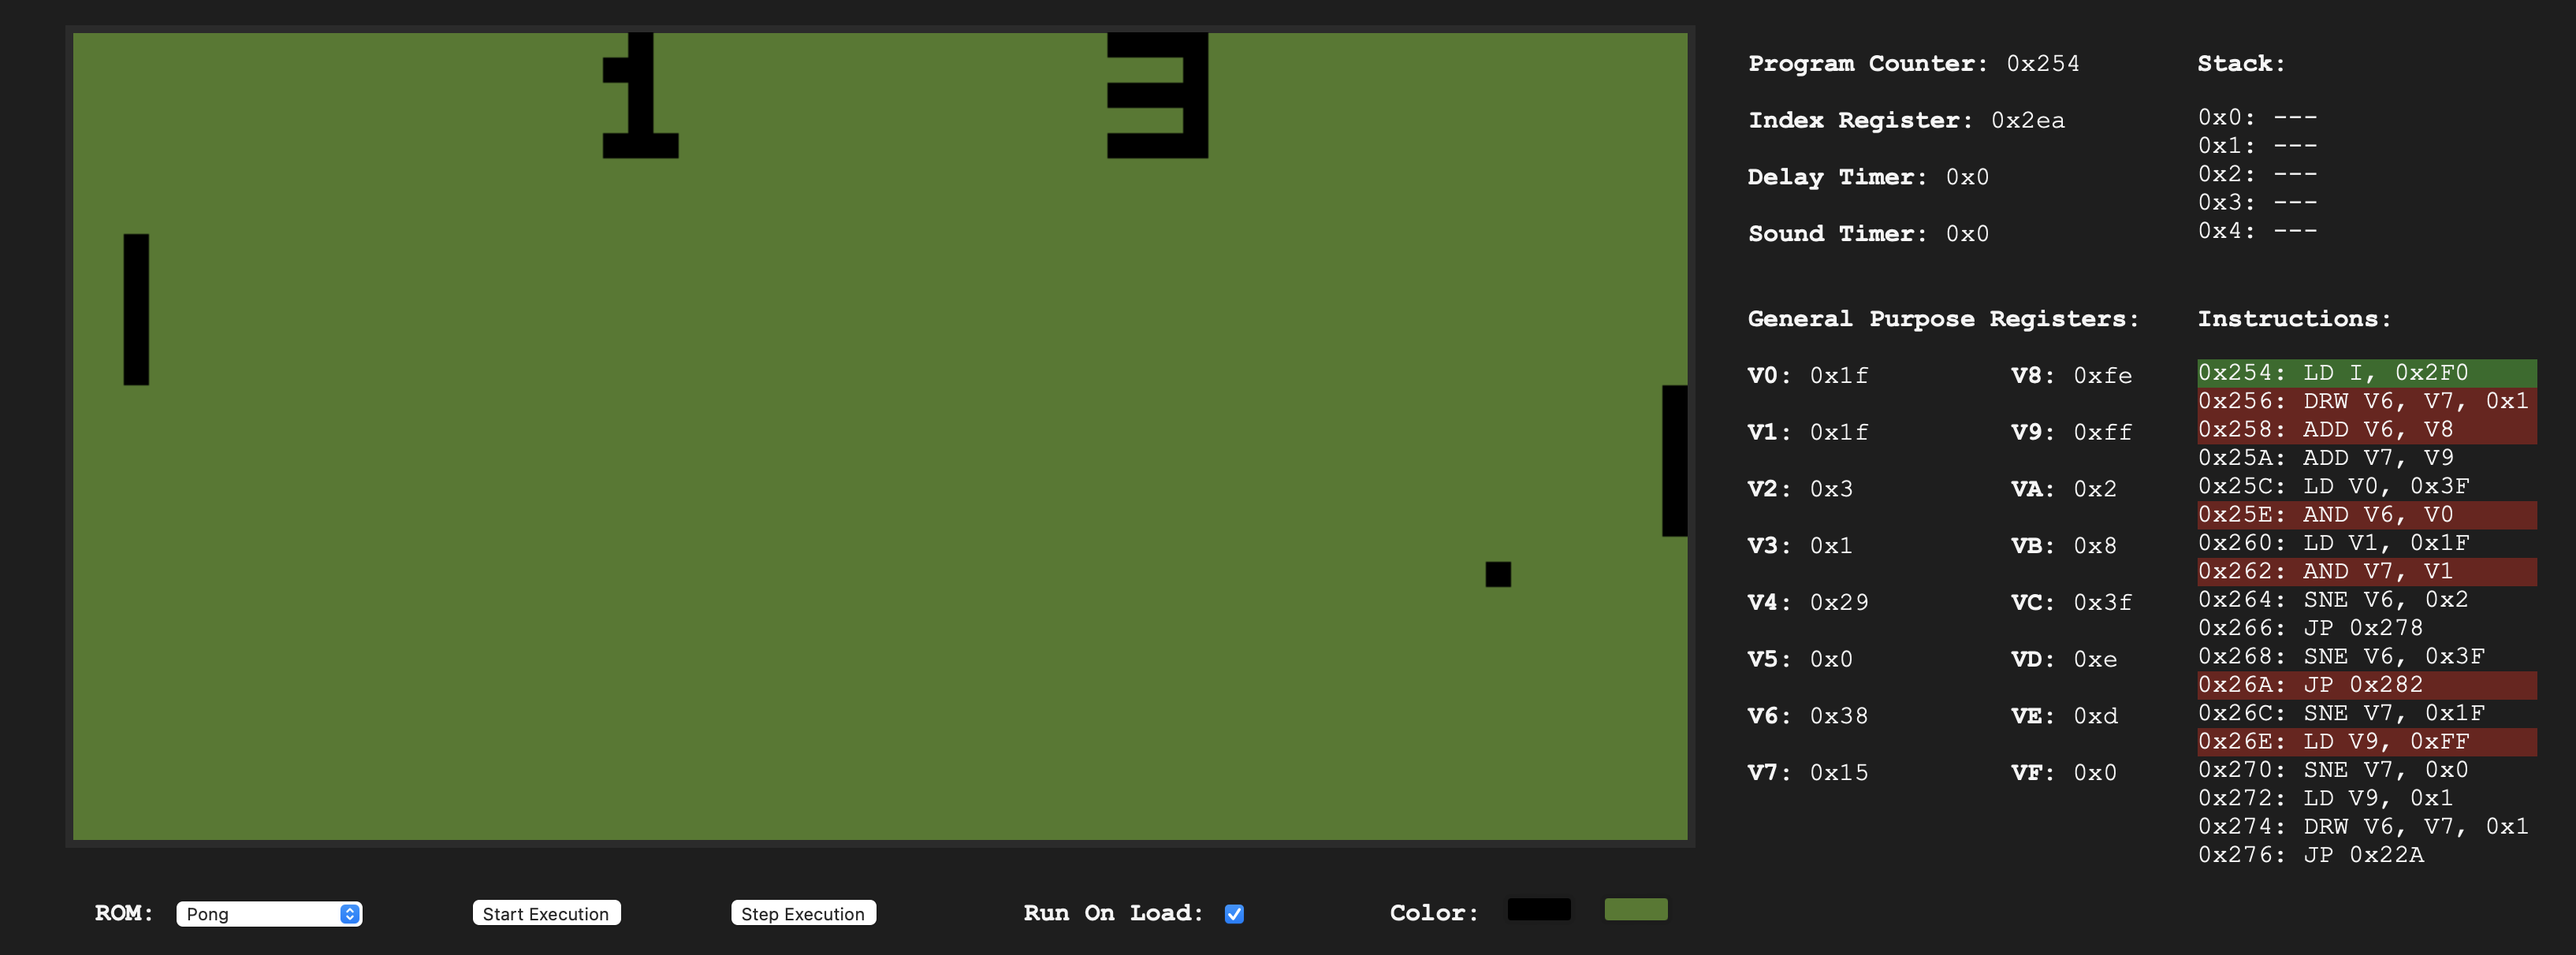 1 3
Program Counter: 0x254
Index Register: 0x2ea
Delay Timer: 0x0
Sound Timer: 0x0
Stack:
0x0: ---
0x1: ---
0x2: ---
0x3: ---
0x4: ---
General Purpose Registers:
V0: 0x1f V8: 0xfe
V1: 0x1f V9: 0xff
V2: 0x3 VA: 0x2
V3: 0x1 VB: 0x8
V4: 0x29 VC: 0x3f
V5: 0x0 VD: 0xe
V6: 0x38 VE: 0xd
V7: 0x15 VF: 0x0
Instructions:
0x254: LD I, 0x2F0
0x256: DRW V6, V7, 0x1
0x258: ADD V6, V8
0x25A: ADD V7, V9
0x25C: LD V0, 0x3F
0x25E: AND V6, V0
0x260: LD V1, 0x1F
0x262: AND V7, V1
0x264: SNE V6, 0x2
0x266: JP 0x278
0x268: SNE V6, 0x3F
0x26A: JP 0x282
0x26C: SNE V7, 0x1F
0x26E: LD V9, 0xFF
0x270: SNE V7, 0x0
0x272: LD V9, 0x1
0x274: DRW V6, V7, 0x1
0x276: JP 0x22A
ROM: Pong Start Execution Step Execution Run On Load: Color: